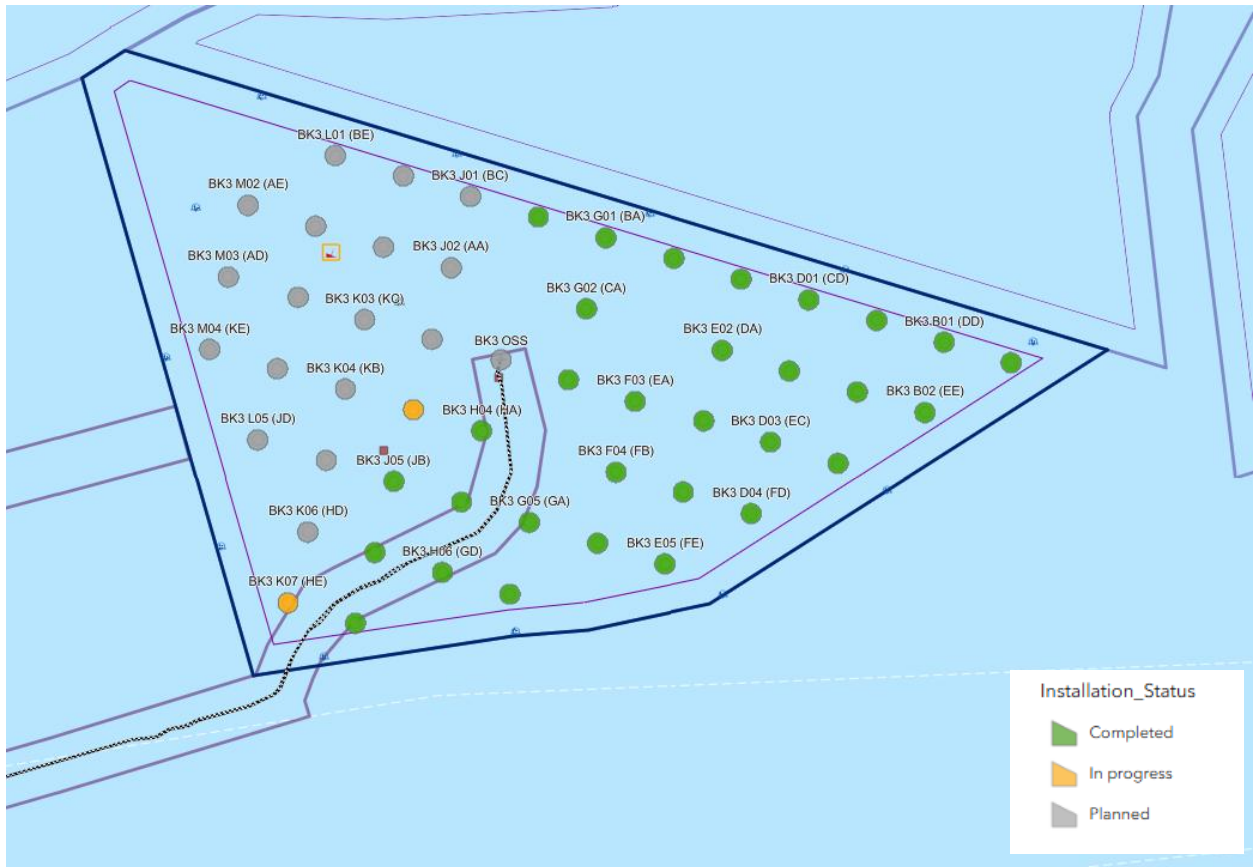 BK3 L01 (BE)
BK3 J01 (BC)
BK3 M02 (AE)
BK3 G01 (BA)
BK3 J02 (AA)
BK3 M03 (AD)
BK3 D01 (CD)
BK3 G02 (CA)
BK3 K03 (KC)
BK3 B01 (DD)
BK3 M04 (KE)
BK3 E02 (DA)
BK3 OSS
BK3 F03 (EA)
BK3 K04 (KB)
BK3 B02 (EE)
BK3 H04 (HA)
BK3 L05 (JD)
BK3 D03 (EC)
BK3 F04 (FB)
BK3 J05 (JB)
BK3 D04 (FD)
BK3 G05 (GA)
BK3 K06 (HD)
BK3 E05 (FE)
BK3 H06 (GD)
BK3 K07 (HE)
Installation_Status
Completed
In progress
Planned